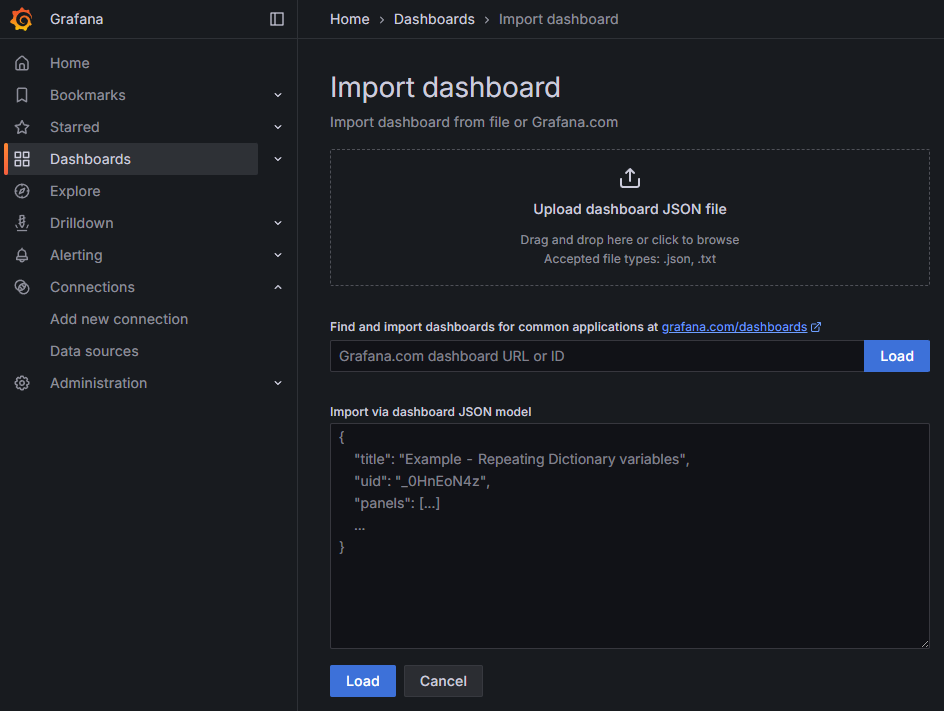 Grafana
Home › Dashboards › Import dashboard
Home
Bookmarks
Starred
Dashboards
Explore
Drilldown
Alerting
Connections
Add new connection
Data sources
Administration
Import dashboard
Import dashboard from file or Grafana.com
Upload dashboard JSON file
Drag and drop here or click to browse
Accepted file types: .json, .txt
Find and import dashboards for common applications at grafana.com/dashboards
Grafana.com dashboard URL or ID
Load
Import via dashboard JSON model
{
"title": "Example - Repeating Dictionary variables",
"uid": "_0HnEoN4z",
"panels": [...]
...
}
Load
Cancel